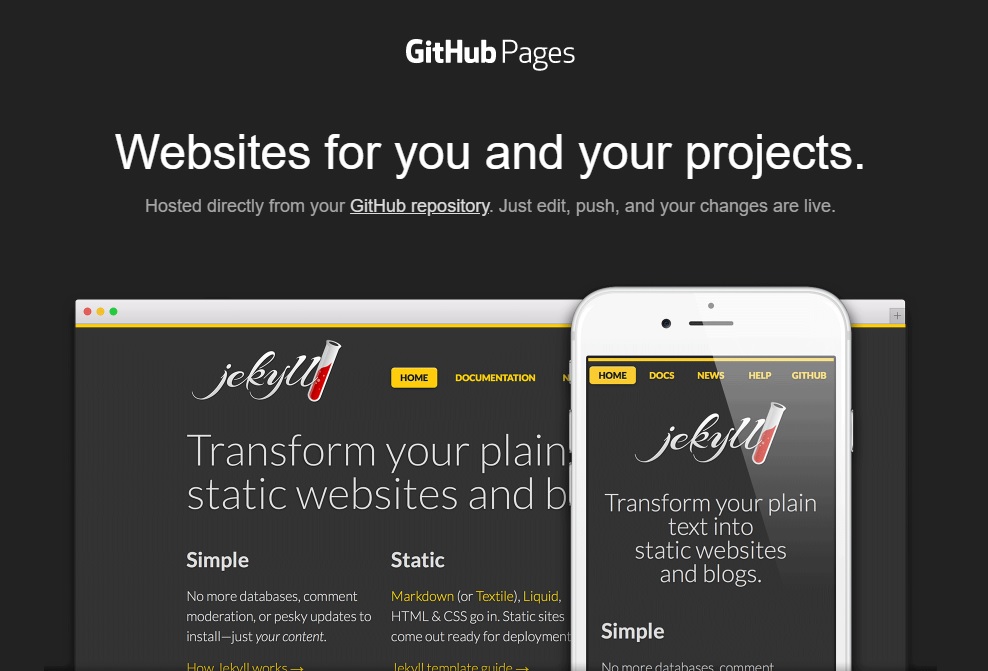 GitHub Pages
Websites for you and your projects.
Hosted directly from your GitHub repository. Just edit, push, and your changes are live.
jekyll
HOME DOCUMENTATION
Transform your plain
static websites and
Simple
No more databases, comment
moderation, or pesky updates to
install—just your content.
How Jekyll works →
Static
Markdown (or Textile), Liquid,
HTML & CSS go in. Static sites
come out ready for deployment
Jekyll template guide →
HOME DOCS NEWS HELP GITHUB
jekyll
Transform your plain
text into
static websites
and blogs.
Simple
No more databases, comment